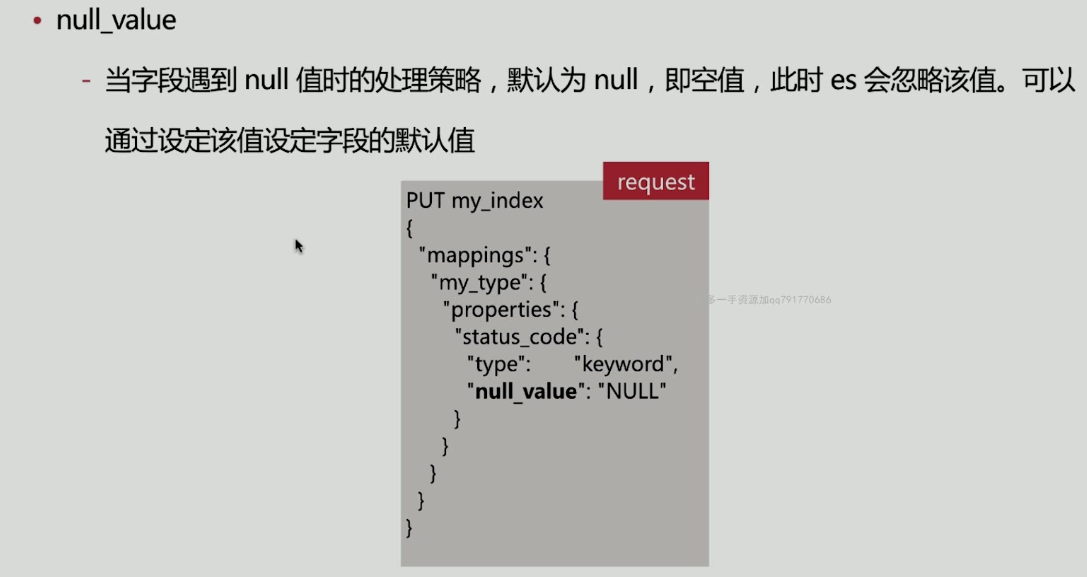 • null_value
- 当字段遇到 null 值时的处理策略，默认为 null，即空值，此时 es 会忽略该值。可以
通过设定该值设定字段的默认值
request
PUT my_index
{
"mappings": {
"my_type": {
"properties": {
"status_code": {
"type": "keyword",
"null_value": "NULL"
}
}
}
}
}
多一手资源加qq791770686